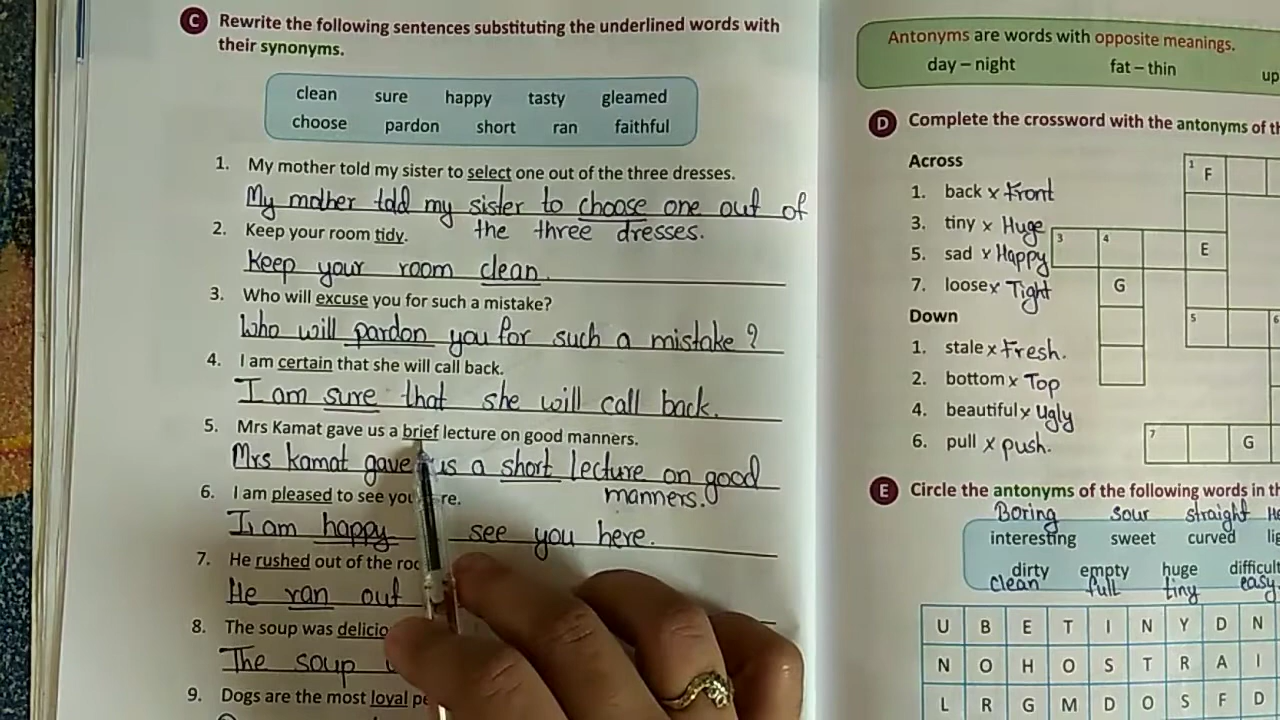 C Rewrite the following sentences substituting the underlined words with
their synonyms.
clean sure happy tasty gleamed
choose pardon short ran faithful
1. My mother told my sister to select one out of the three dresses.
My mother told my sister to choose one out of
the three dresses.
2. Keep your room tidy.
Keep your room clean.
3. Who will excuse you for such a mistake?
Who will pardon you for such a mistake ?
4. I am certain that she will call back.
I am sure that she will call back.
5. Mrs Kamat gave us a brief lecture on good manners.
Mrs kamat gave us a short lecture on good
manners.
6. I am pleased to see you
I am happy see you here.
7. He rushed out of the
He ran out
8. The soup was
The soup
9. Dogs are the most loyal
Antonyms are words with opposite meanings.
day – night fat – thin up
D Complete the crossword with the antonyms of
Across
1. back x Front
3. tiny x Huge
5. sad x Happy
7. loose x Tight
Down
1. stale x Fresh.
2. bottom x Top
4. beautiful x Ugly
6. pull x push.
1 F
3 4 E
G
5 6
7 G
E Circle the antonyms of the following words in
Boring sour straight
interesting sweet curved
dirty empty huge difficult
clean full tiny easy
U B E T I N Y D N
N O H O S T R A I
L R G M D O S F D